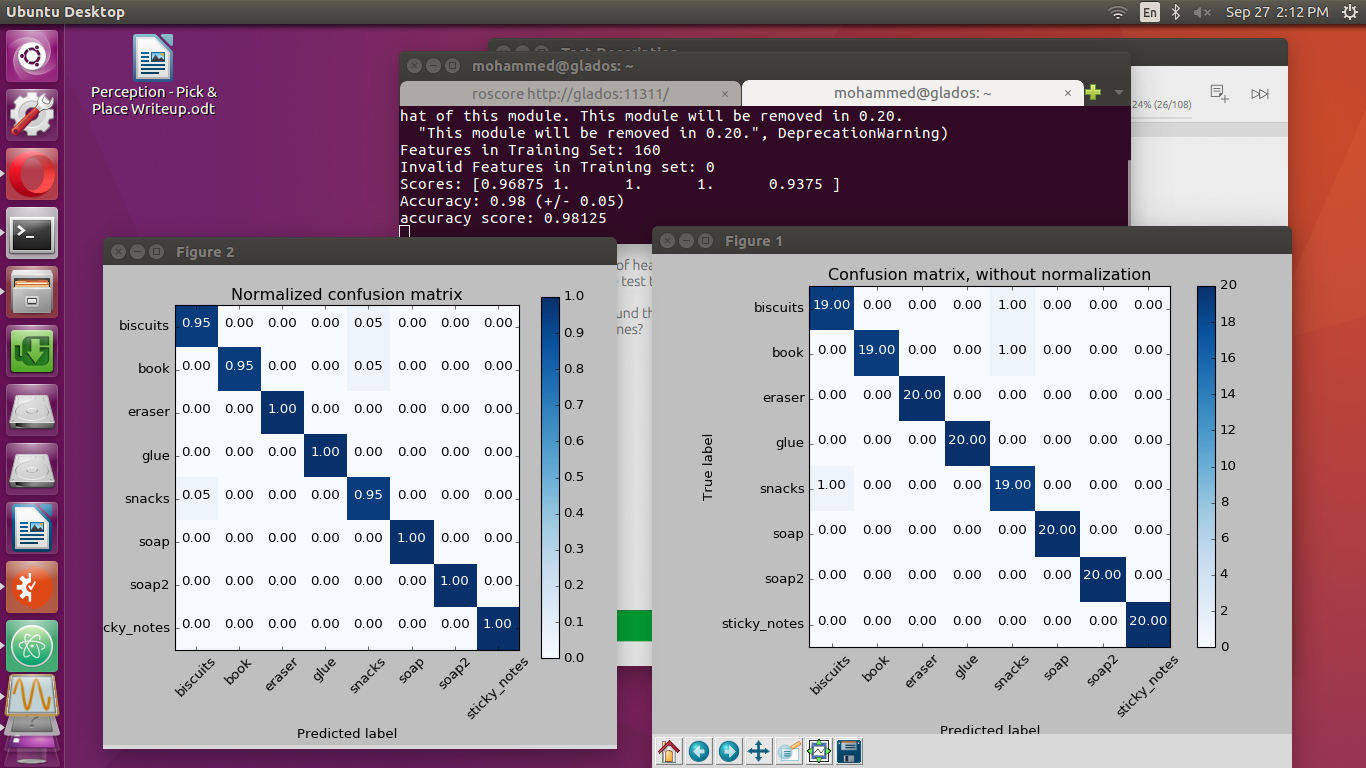 Ubuntu Desktop
En
Sep 27 2:12 PM
Perception - Pick &
Place Writeup.odt
Test Description
mohammed@glados: ~
roscore http://glados:11311/
mohammed@glados: ~
24% (26/108)
hat of this module. This module will be removed in 0.20.
"This module will be removed in 0.20.", DeprecationWarning)
Features in Training Set: 160
Invalid Features in Training set: 0
Scores: [0.96875 1. 1. 1. 0.9375 ]
Accuracy: 0.98 (+/- 0.05)
accuracy score: 0.98125
of hea
test t
und th
nes?
Figure 2
Normalized confusion matrix
biscuits 0.95 0.00 0.00 0.00 0.05 0.00 0.00 0.00
book 0.00 0.95 0.00 0.00 0.05 0.00 0.00 0.00
eraser 0.00 0.00 1.00 0.00 0.00 0.00 0.00 0.00
glue 0.00 0.00 0.00 1.00 0.00 0.00 0.00 0.00
snacks 0.05 0.00 0.00 0.00 0.95 0.00 0.00 0.00
soap 0.00 0.00 0.00 0.00 0.00 1.00 0.00 0.00
soap2 0.00 0.00 0.00 0.00 0.00 0.00 1.00 0.00
cky_notes 0.00 0.00 0.00 0.00 0.00 0.00 0.00 1.00
biscuits book eraser glue snacks soap soap2 sticky_notes
Predicted label
1.0
0.9
0.8
0.7
0.6
0.5
0.4
0.3
0.2
0.1
0.0
Figure 1
Confusion matrix, without normalization
True label
biscuits 19.00 0.00 0.00 0.00 1.00 0.00 0.00 0.00
book 0.00 19.00 0.00 0.00 1.00 0.00 0.00 0.00
eraser 0.00 0.00 20.00 0.00 0.00 0.00 0.00 0.00
glue 0.00 0.00 0.00 20.00 0.00 0.00 0.00 0.00
snacks 1.00 0.00 0.00 0.00 19.00 0.00 0.00 0.00
soap 0.00 0.00 0.00 0.00 0.00 20.00 0.00 0.00
soap2 0.00 0.00 0.00 0.00 0.00 0.00 20.00 0.00
sticky_notes 0.00 0.00 0.00 0.00 0.00 0.00 0.00 20.00
biscuits book eraser glue snacks soap soap2 sticky_notes
Predicted label
20
18
16
14
12
10
8
6
4
2
0